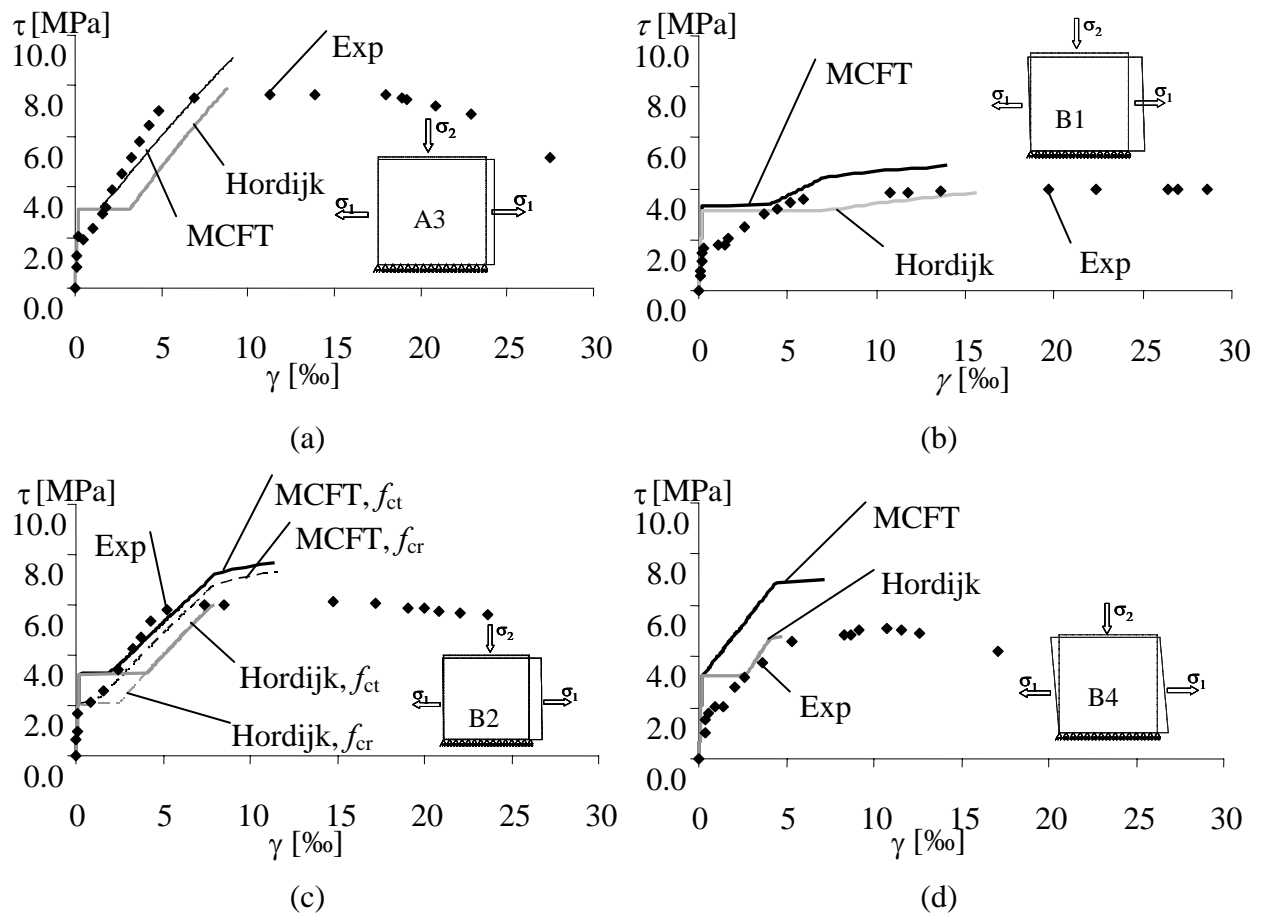 τ [MPa]
10.0
8.0
6.0
4.0
2.0
0.0
0 5 10 15 20 25 30
γ [‰]
Exp
Hordijk
MCFT
σ2
σ1 σ1
A3
(a)
τ [MPa]
10.0
8.0
6.0
4.0
2.0
0.0
0 5 10 15 20 25 30
γ [‰]
MCFT
Hordijk
Exp
σ2
σ1 σ1
B1
(b)
τ [MPa]
10.0
8.0
6.0
4.0
2.0
0.0
0 5 10 15 20 25 30
γ [‰]
MCFT, fct
MCFT, fcr
Exp
Hordijk, fct
Hordijk, fcr
σ2
σ1 σ1
B2
(c)
τ [MPa]
10.0
8.0
6.0
4.0
2.0
0.0
0 5 10 15 20 25 30
γ [‰]
MCFT
Hordijk
Exp
σ2
σ1 σ1
B4
(d)